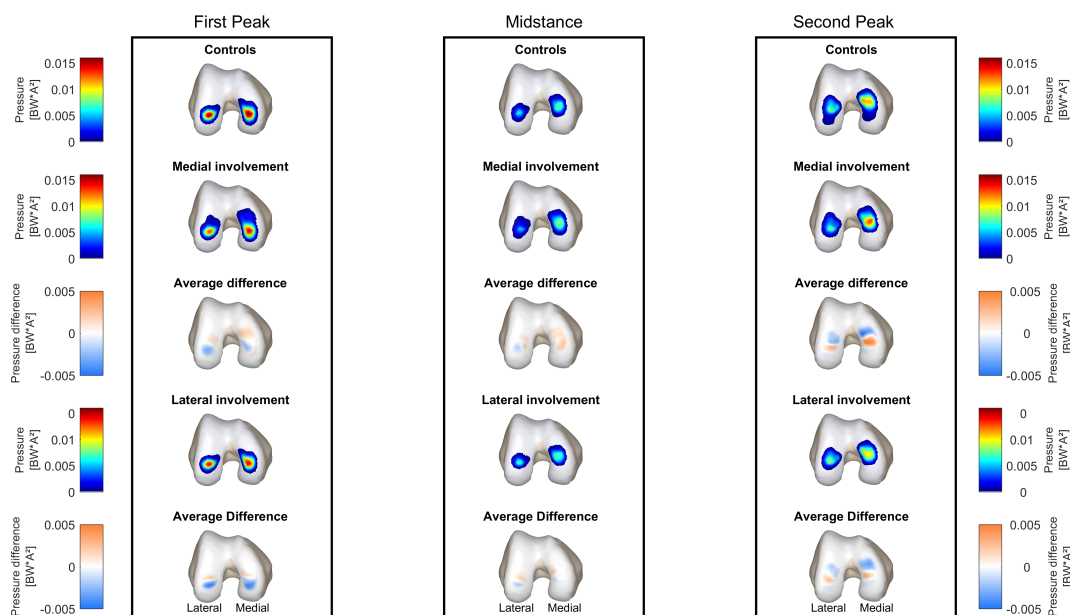 First Peak Midstance Second Peak
Controls Controls Controls
0.015 0.015
0.01 0.01
0.005 0.005
0 0
Pressure
[BW*A²]
Pressure
[BW*A²]
Medial involvement Medial involvement Medial involvement
0.015 0.015
0.01 0.01
0.005 0.005
0 0
Pressure
[BW*A²]
Pressure
[BW*A²]
Average difference Average difference Average difference
0.005 0.005
0 0
-0.005 -0.005
Pressure difference
[BW*A²]
Pressure difference
[BW*A²]
Lateral involvement Lateral involvement Lateral involvement
0 0
0.01 0.01
0.005 0.005
0 0
Pressure
[BW*A²]
Pressure
[BW*A²]
Average Difference Average Difference Average Difference
0.005 0.005
0 0
-0.005 -0.005
Pressure difference
[BW*A²]
Pressure difference
[BW*A²]
Lateral Medial Lateral Medial Lateral Medial